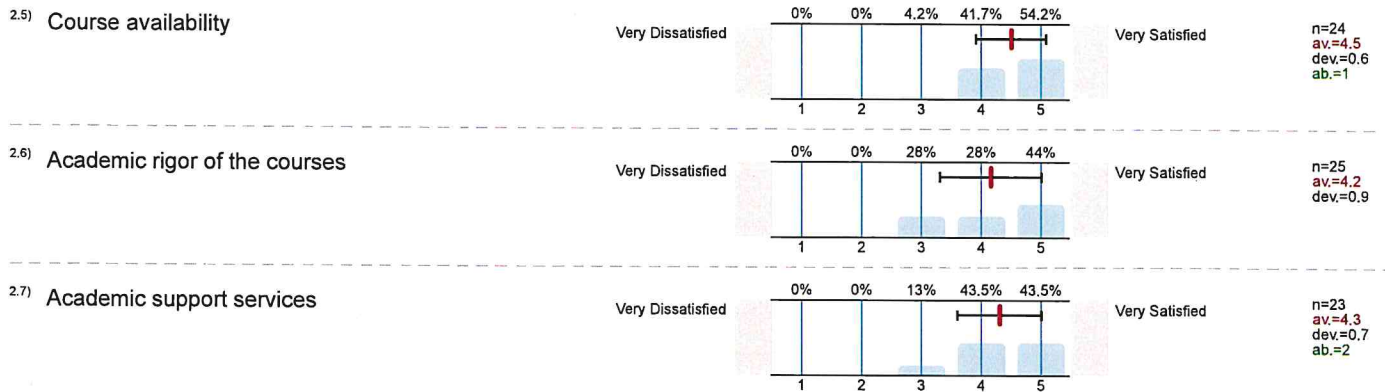 2.5) Course availability
0% 0% 4.2% 41.7% 54.2%
Very Dissatisfied
Very Satisfied
n=24
av.=4.5
dev.=0.6
ab.=1
1 2 3 4 5
2.6) Academic rigor of the courses
0% 0% 28% 28% 44%
Very Dissatisfied
Very Satisfied
n=25
av.=4.2
dev.=0.9
1 2 3 4 5
2.7) Academic support services
0% 0% 13% 43.5% 43.5%
Very Dissatisfied
Very Satisfied
n=23
av.=4.3
dev.=0.7
ab.=2
1 2 3 4 5